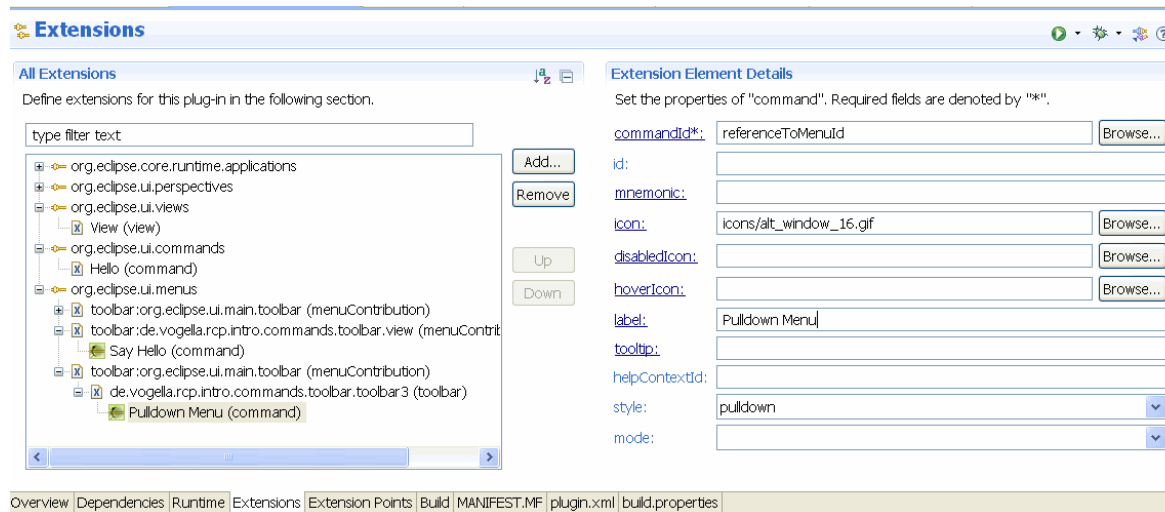 Extensions
All Extensions
Define extensions for this plug-in in the following section.
type filter text
org.eclipse.core.runtime.applications
org.eclipse.ui.perspectives
org.eclipse.ui.views
View (view)
org.eclipse.ui.commands
Hello (command)
org.eclipse.ui.menus
toolbar:org.eclipse.ui.main.toolbar (menuContribution)
toolbar:de.vogella.rcp.intro.commands.toolbar.view (menuContrib
Say Hello (command)
toolbar:org.eclipse.ui.main.toolbar (menuContribution)
de.vogella.rcp.intro.commands.toolbar.toolbar3 (toolbar)
Pulldown Menu (command)
Add...
Remove
Up
Down
Extension Element Details
Set the properties of "command". Required fields are denoted by "*".
commandId*: referenceToMenuId Browse...
id:
mnemonic:
icon: icons/alt_window_16.gif Browse...
disabledIcon: Browse...
hoverIcon: Browse...
label: Pulldown Menu
tooltip:
helpContextId:
style: pulldown
mode:
Overview Dependencies Runtime Extensions Extension Points Build MANIFEST.MF plugin.xml build.properties